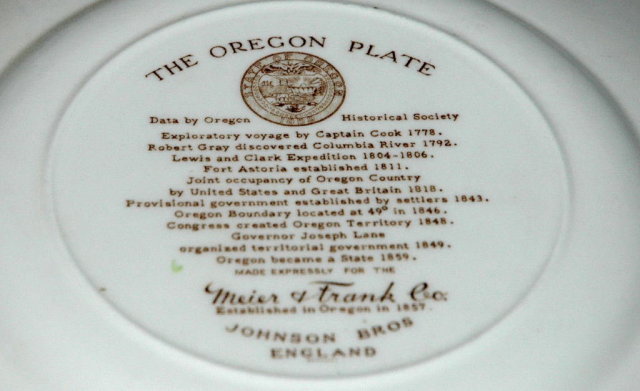 THE OREGON PLATE
Data by Oregon Historical Society
Exploratory voyage by Captain Cook 1778.
Robert Gray discovered Columbia River 1792.
Lewis and Clark Expedition 1804-1806.
Fort Astoria established 1811.
Joint occupancy of Oregon Country
by United States and Great Britain 1818.
Provisional government established by settlers 1843.
Oregon Boundary located at 49° in 1846.
Congress created Oregon Territory 1848.
Governor Joseph Lane
organized territorial government 1849.
Oregon became a State 1859.
MADE EXPRESSLY FOR THE
Meier & Frank Co.
Established in Oregon in 1857
JOHNSON BROS
ENGLAND